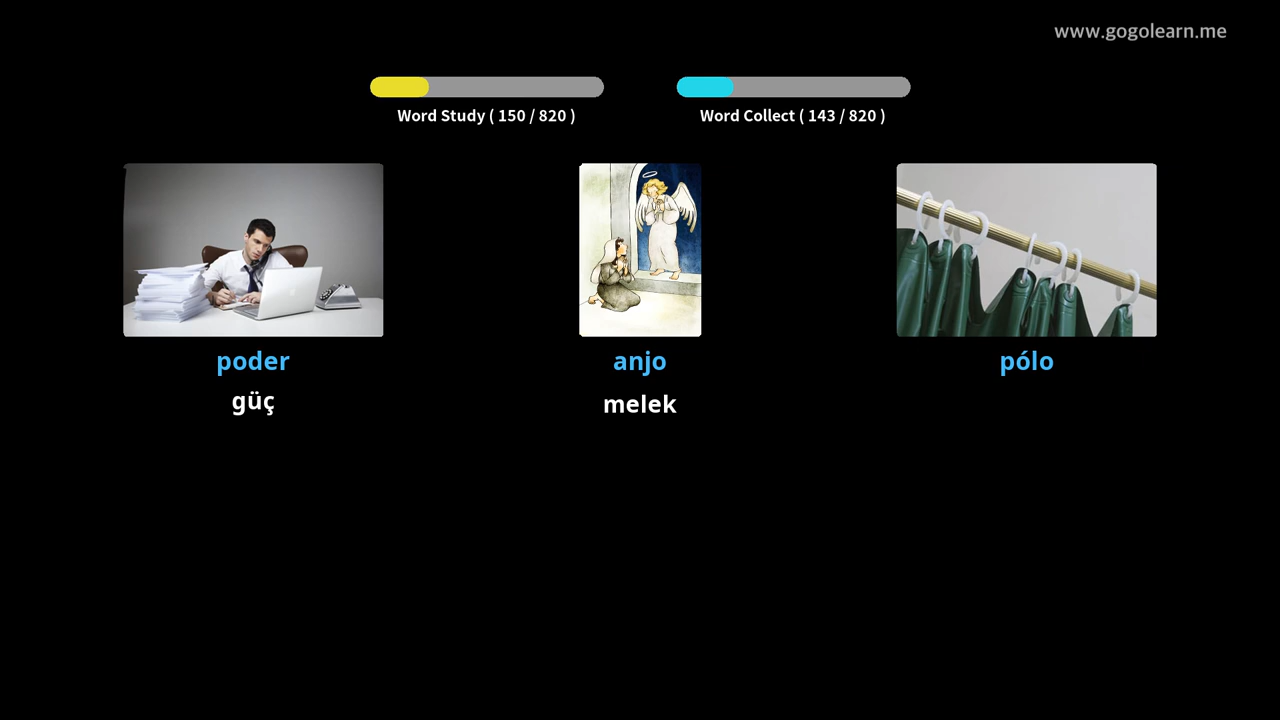 www.gogolearn.me
Word Study ( 150 / 820 )
Word Collect ( 143 / 820 )
poder
anjo
pólo
güç
melek